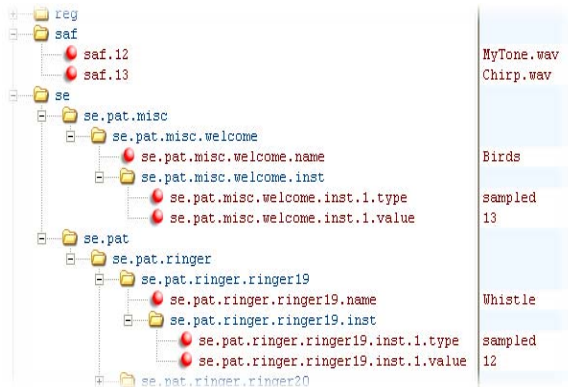 reg
saf
saf.12 MyTone.wav
saf.13 Chirp.wav
se
se.pat.misc
se.pat.misc.welcome
se.pat.misc.welcome.name Birds
se.pat.misc.welcome.inst
se.pat.misc.welcome.inst.1.type sampled
se.pat.misc.welcome.inst.1.value 13
se.pat
se.pat.ringer
se.pat.ringer.ringer19
se.pat.ringer.ringer19.name Whistle
se.pat.ringer.ringer19.inst
se.pat.ringer.ringer19.inst.1.type sampled
se.pat.ringer.ringer19.inst.1.value 12
se.pat.ringer.ringer20